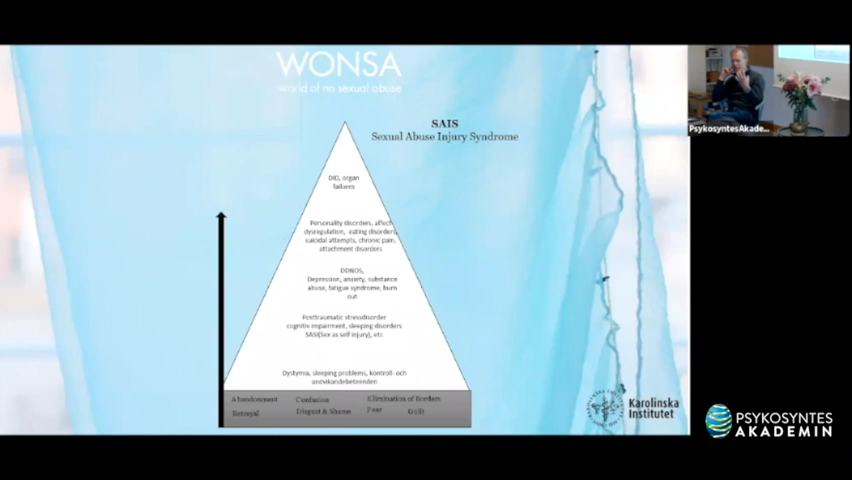 WONSA
world of no sexual abuse
SAIS
Sexual Abuse Injury Syndrome
DID, organ
failures
Personality disorders, affect
dysregulation, eating disorders,
suicidal attempts, chronic pain,
attachment disorders
DDNOS,
Depression, anxiety, substance
abuse, fatigue syndrome, burn
out
Posttraumatic stressdisorder
cognitive impairment, sleeping disorders
SASI(Sex as self injury), etc
Dystymia, sleeping problems, kontroll- och
undvikandebeteenden
Abandonment Confusion Elimination of Borders
Betrayal Disgust & Shame Fear Guilt
Karolinska
Institutet
PsykosyntesAkade...
PSYKOSYNTES
AKADEMIN